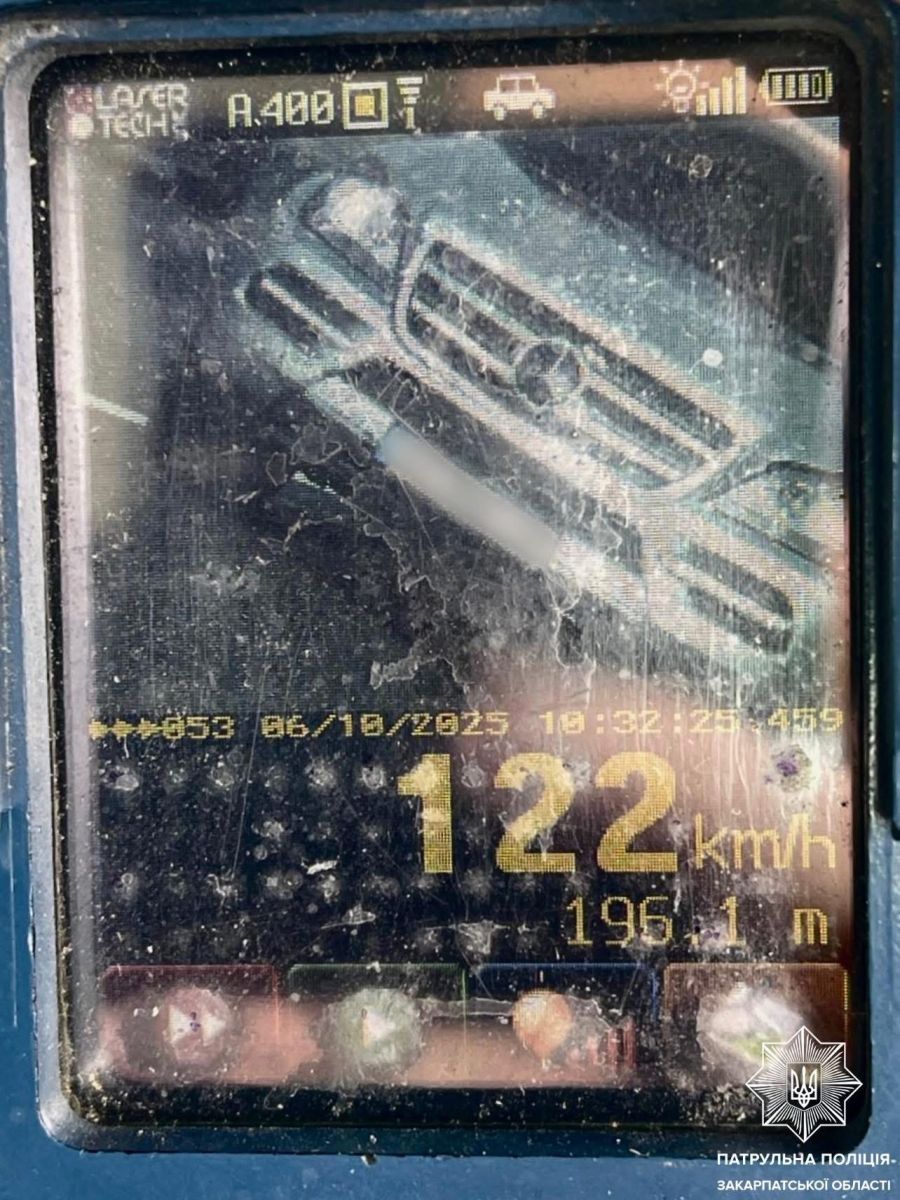 LASER
TECH
A.400
053 06/10/2025 10:32:25.459
122 km/h
196.1 m
ПАТРУЛЬНА ПОЛІЦІЯ
ЗАКАРПАТСЬКОЇ ОБЛАСТІ